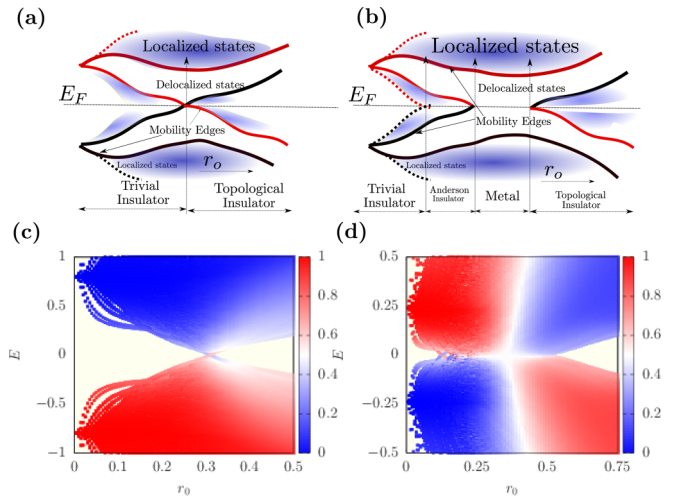 (a)
Localized states
Delocalized states
E_F
Mobility Edges
Localized states
r_o
Trivial
Insulator
Topological
Insulator
(b)
Localized states
Delocalized states
E_F
Mobility Edges
Localized states
r_o
Trivial
Insulator
Anderson
Insulator
Metal
Topological
Insulator
(c)
1
0.5
0
−0.5
−1
E
0
0.1
0.2
0.3
0.4
0.5
r₀
1
0.8
0.6
0.4
0.2
0
(d)
0.5
0.25
0
−0.25
−0.5
E
0
0.25
0.5
0.75
r₀
1
0.8
0.6
0.4
0.2
0